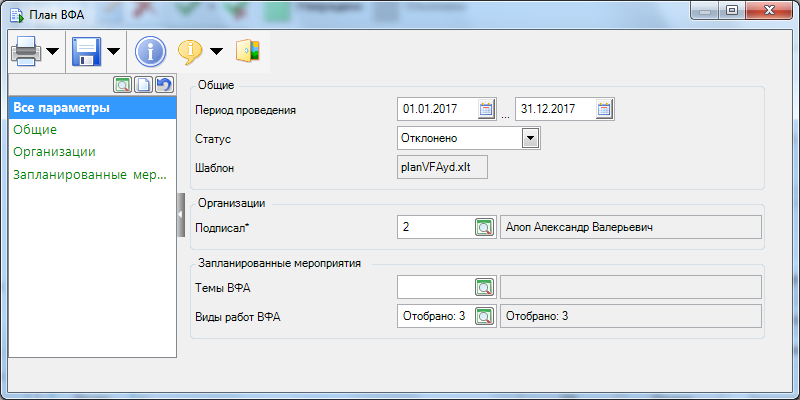 План ВФА
Все параметры
Общие
Организации
Запланированные мер...
Общие
Период проведения 01.01.2017 ... 31.12.2017
Статус Отклонено
Шаблон planVFAyd.xlt
Организации
Подписал* 2 Алоп Александр Валерьевич
Запланированные мероприятия
Темы ВФА
Виды работ ВФА Отобрано: 3 Отобрано: 3